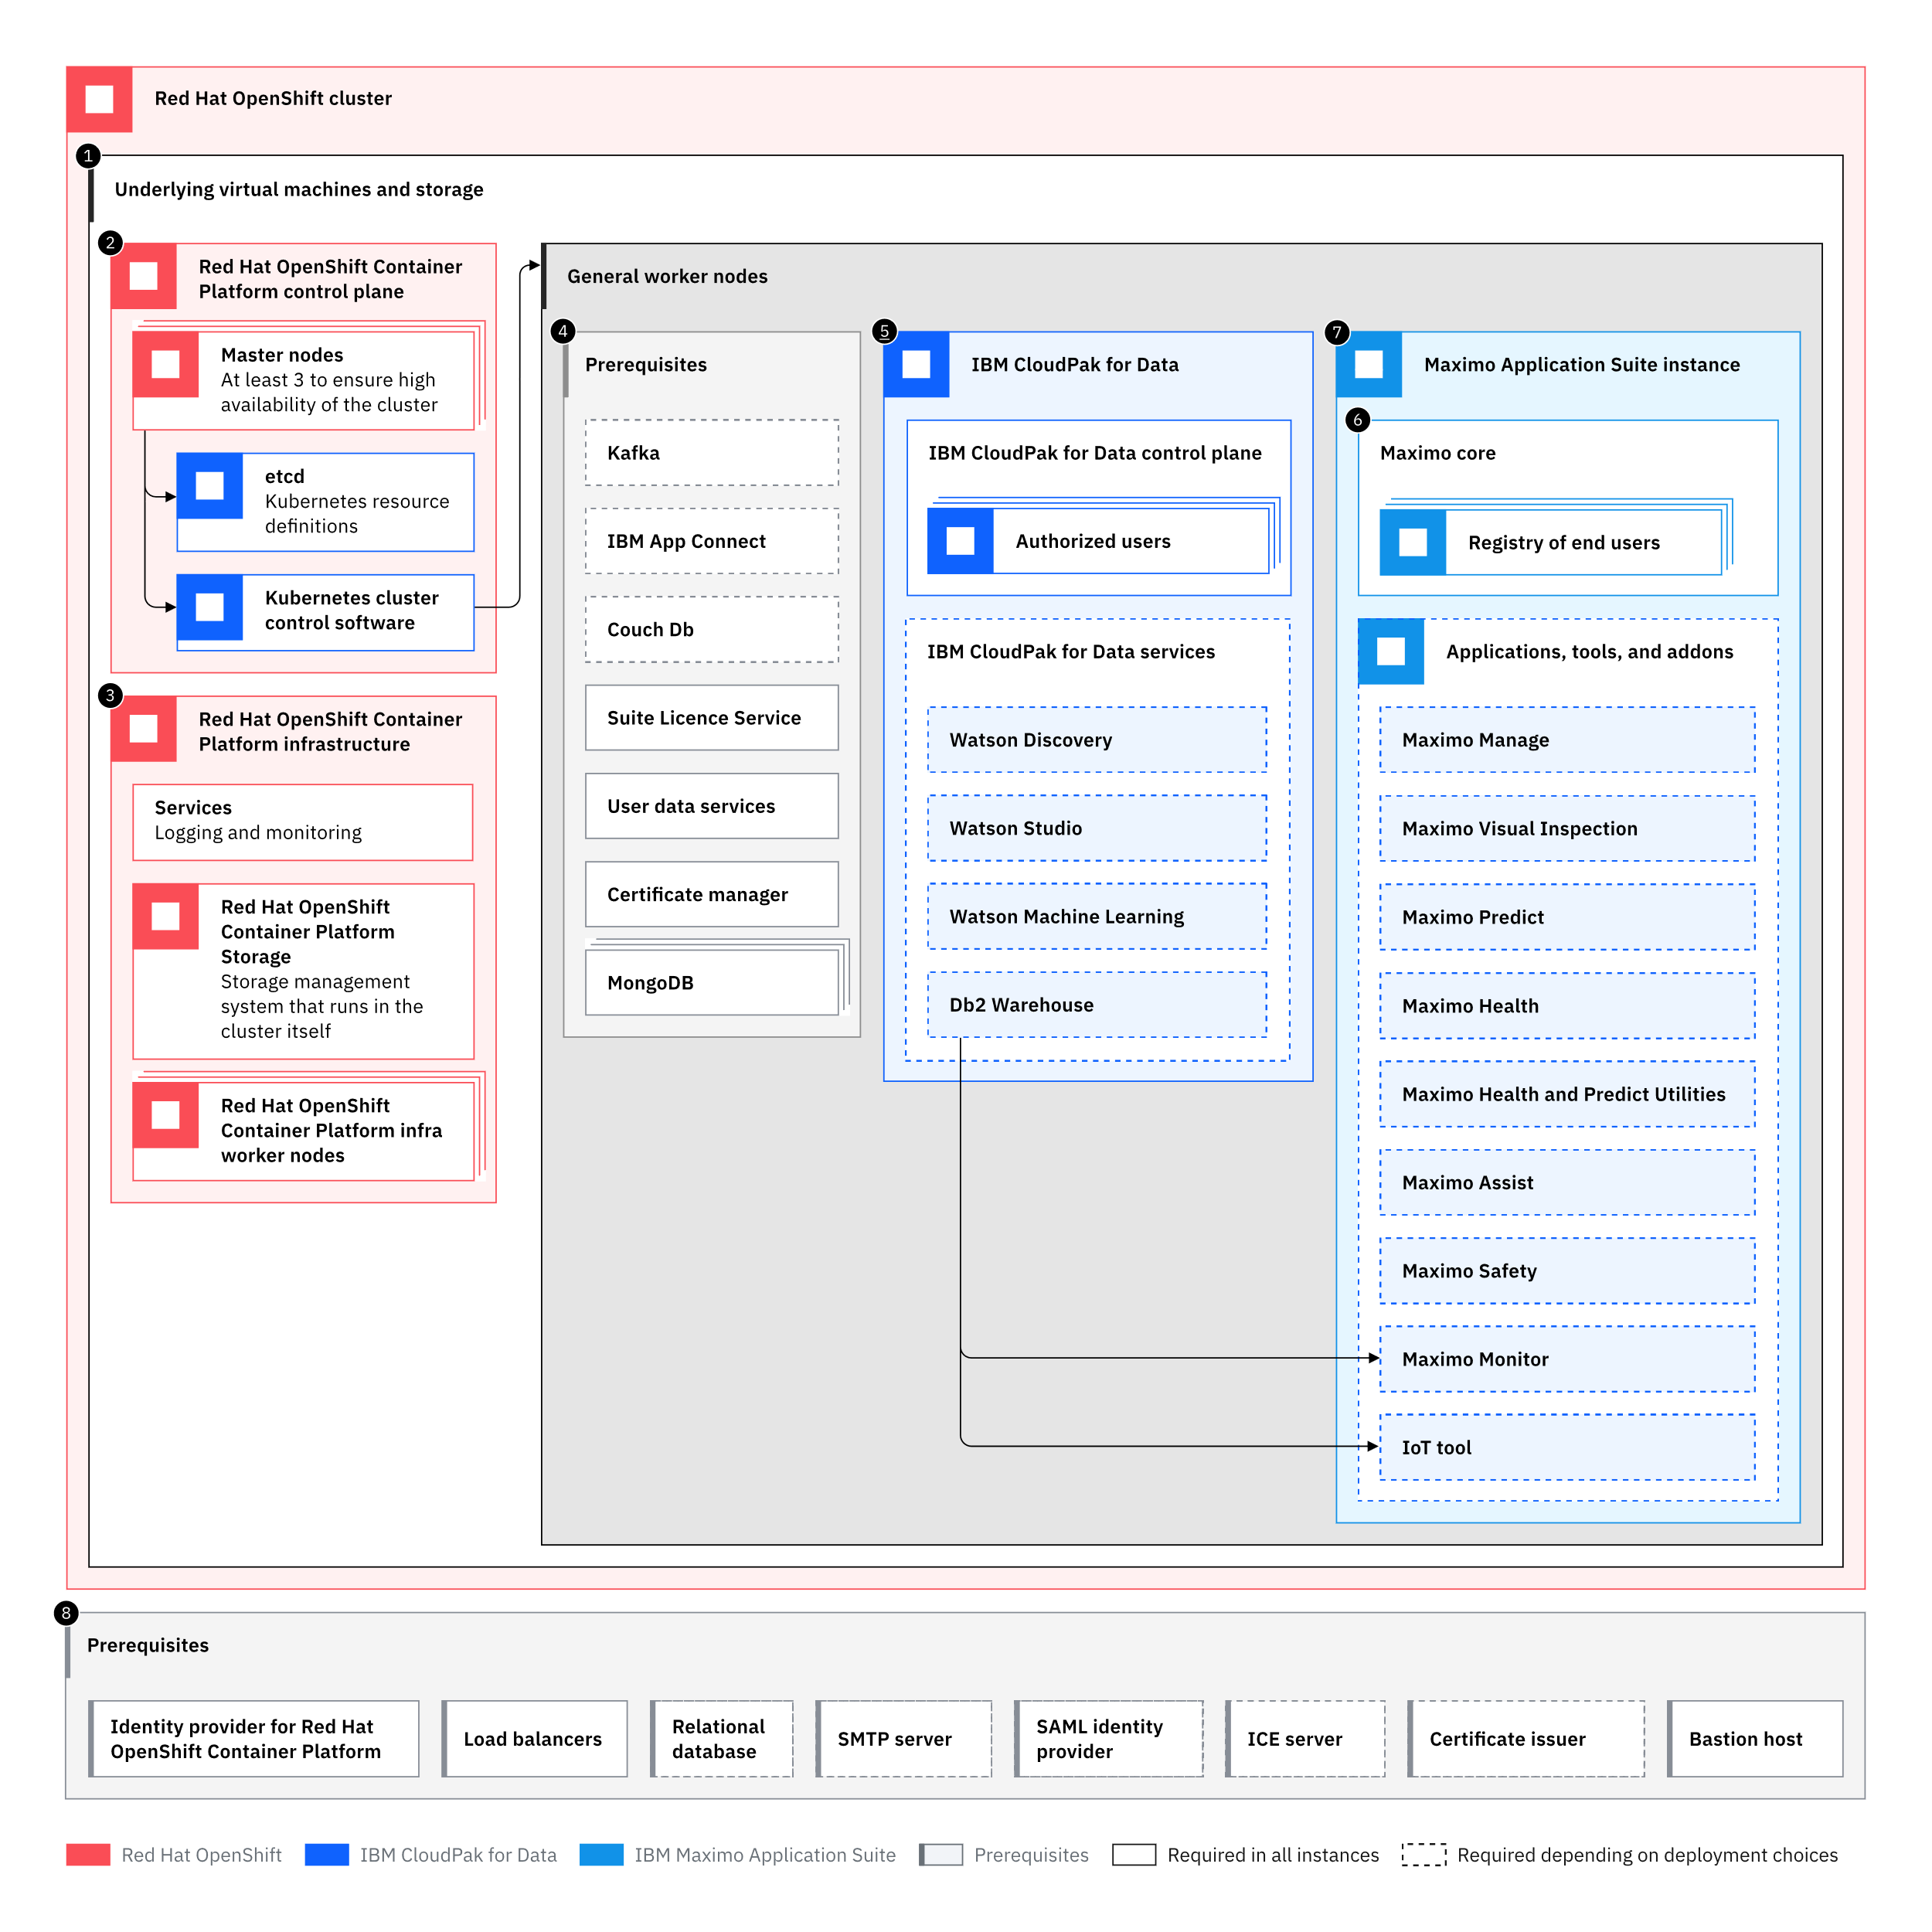 Red Hat OpenShift cluster
1
Underlying virtual machines and storage
2
Red Hat OpenShift Container
Platform control plane
Master nodes
At least 3 to ensure high
availability of the cluster
etcd
Kubernetes resource
definitions
Kubernetes cluster
control software
3
Red Hat OpenShift Container
Platform infrastructure
Services
Logging and monitoring
Red Hat OpenShift
Container Platform
Storage
Storage management
system that runs in the
cluster itself
Red Hat OpenShift
Container Platform infra
worker nodes
General worker nodes
4
Prerequisites
Kafka
IBM App Connect
Couch Db
Suite Licence Service
User data services
Certificate manager
MongoDB
5
IBM CloudPak for Data
IBM CloudPak for Data control plane
Authorized users
IBM CloudPak for Data services
Watson Discovery
Watson Studio
Watson Machine Learning
Db2 Warehouse
7
Maximo Application Suite instance
6
Maximo core
Registry of end users
Applications, tools, and addons
Maximo Manage
Maximo Visual Inspection
Maximo Predict
Maximo Health
Maximo Health and Predict Utilities
Maximo Assist
Maximo Safety
Maximo Monitor
IoT tool
8
Prerequisites
Identity provider for Red Hat
OpenShift Container Platform
Load balancers
Relational
database
SMTP server
SAML identity
provider
ICE server
Certificate issuer
Bastion host
Red Hat OpenShift
IBM CloudPak for Data
IBM Maximo Application Suite
Prerequisites
Required in all instances
Required depending on deployment choices